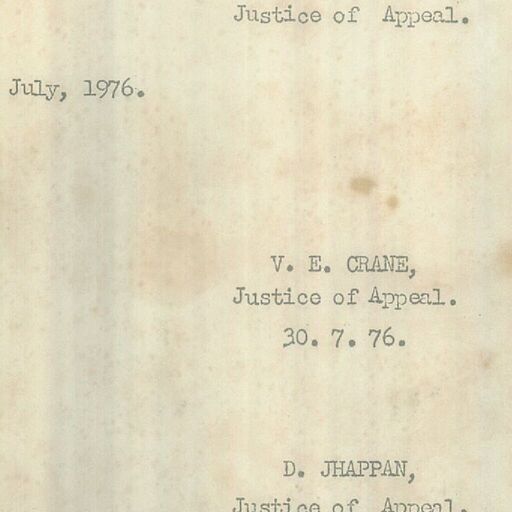 Justice of Appeal.
July, 1976.
V. E. CRANE,
Justice of Appeal.
30. 7. 76.
D. JHAPPAN,
Justice of Appeal.